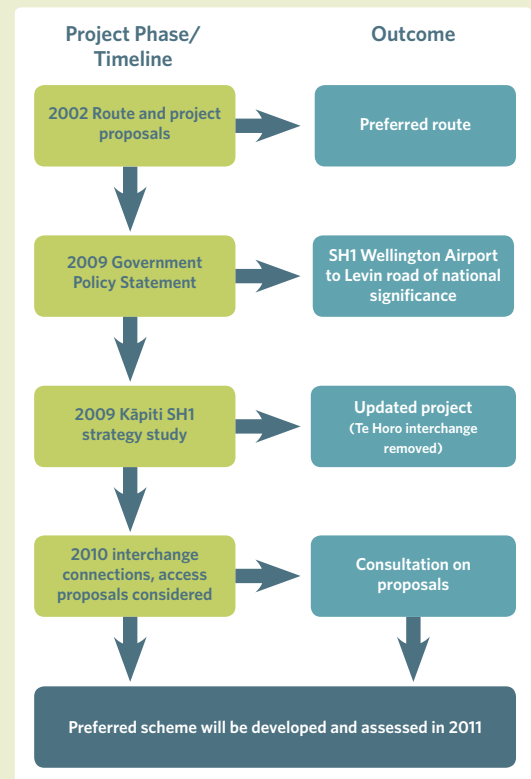 Project Phase/
Timeline
Outcome
2002 Route and project
proposals
Preferred route
2009 Government
Policy Statement
SH1 Wellington Airport
to Levin road of national
significance
2009 Kāpiti SH1
strategy study
Updated project
(Te Horo interchange
removed)
2010 interchange
connections, access
proposals considered
Consultation on
proposals
Preferred scheme will be developed and assessed in 2011